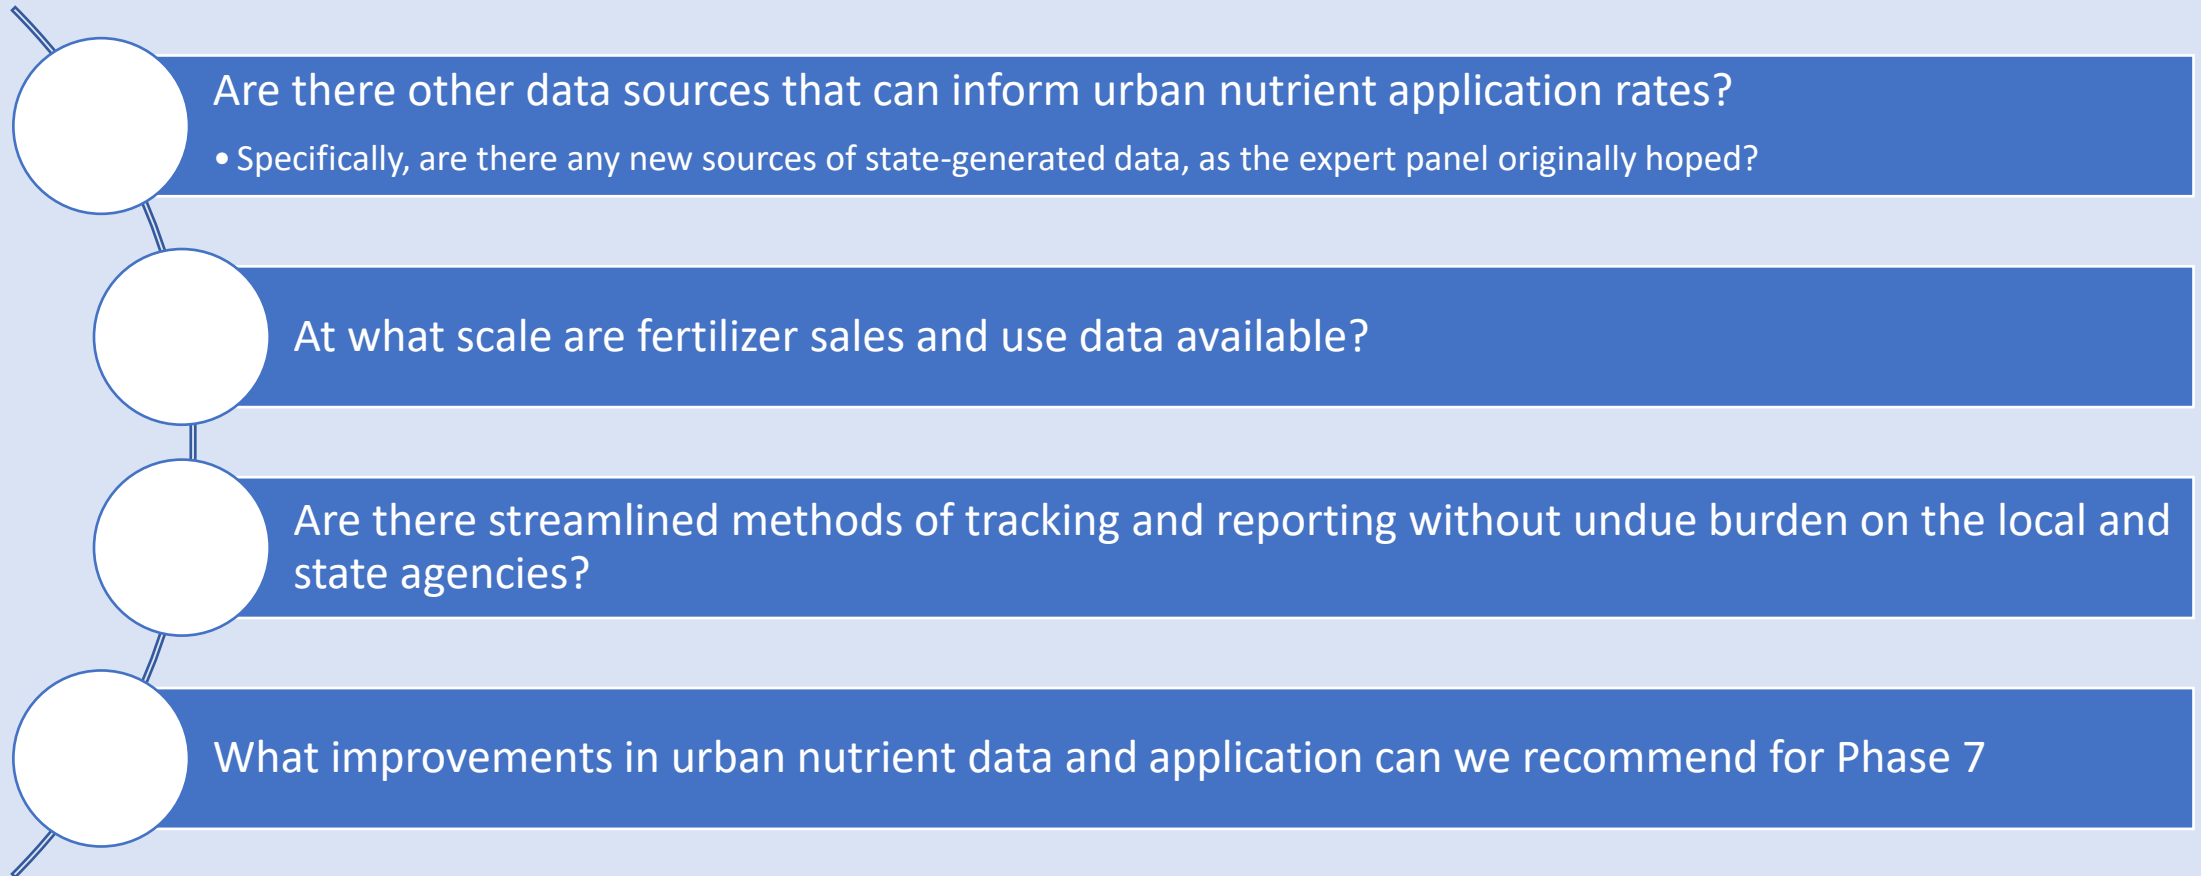 Are there other data sources that can inform urban nutrient application rates?
• Specifically, are there any new sources of state-generated data, as the expert panel originally hoped?
At what scale are fertilizer sales and use data available?
Are there streamlined methods of tracking and reporting without undue burden on the local and
state agencies?
What improvements in urban nutrient data and application can we recommend for Phase 7